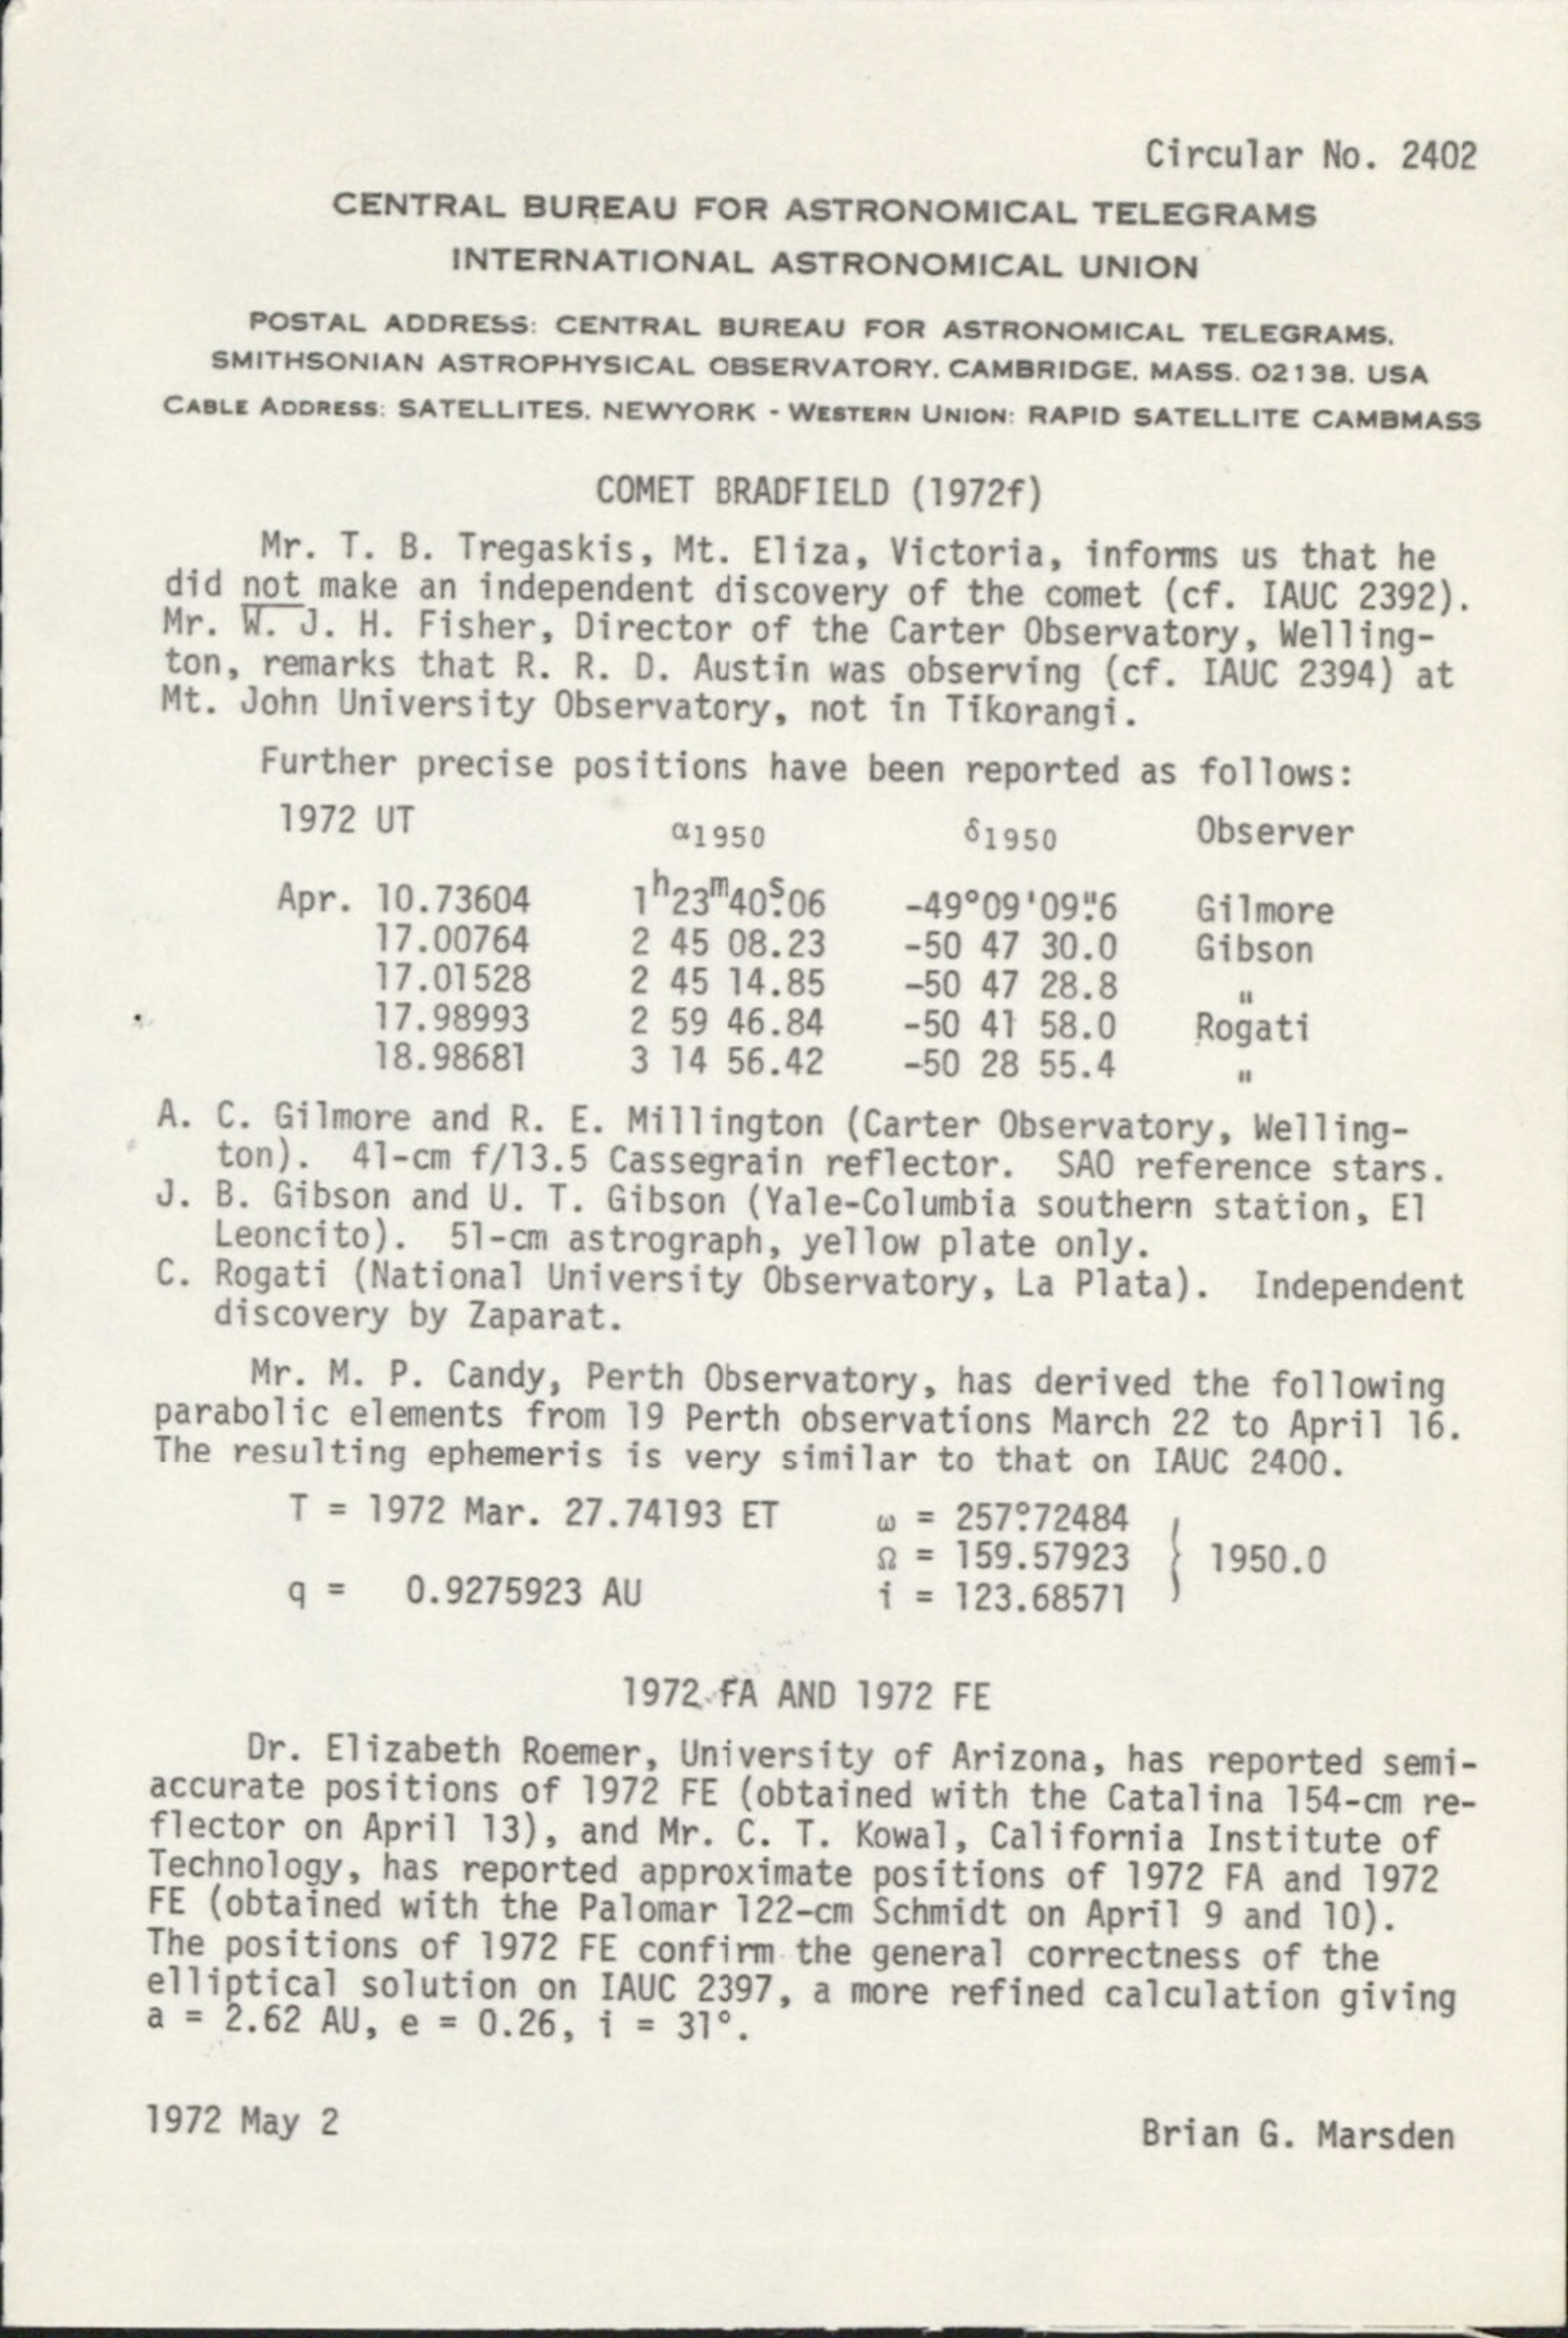 Circular No. 2402
CENTRAL BUREAU FOR ASTRONOMICAL TELEGRAMS
INTERNATIONAL ASTRONOMICAL UNION
POSTAL ADDRESS: CENTRAL BUREAU FOR ASTRONOMICAL TELEGRAMS.
SMITHSONIAN ASTROPHYSICAL OBSERVATORY. CAMBRIDGE. MASS. 02138. USA
CABLE ADDRESS: SATELLITES. NEWYORK - WESTERN UNION: RAPID SATELLITE CAMBMASS
COMET BRADFIELD (1972f)
Mr. T. B. Tregaskis, Mt. Eliza, Victoria, informs us that he
did not make an independent discovery of the comet (cf. IAUC 2392).
Mr. W. J. H. Fisher, Director of the Carter Observatory, Welling-
ton, remarks that R. R. D. Austin was observing (cf. IAUC 2394) at
Mt. John University Observatory, not in Tikorangi.
Further precise positions have been reported as follows:
1972 UT α1950 δ1950 Observer
Apr. 10.73604 1h23m40s.06 -49°09'09".6 Gilmore
17.00764 2 45 08.23 -50 47 30.0 Gibson
17.01528 2 45 14.85 -50 47 28.8 "
17.98993 2 59 46.84 -50 41 58.0 Rogati
18.98681 3 14 56.42 -50 28 55.4 "
A. C. Gilmore and R. E. Millington (Carter Observatory, Welling-
ton). 41-cm f/13.5 Cassegrain reflector. SAO reference stars.
J. B. Gibson and U. T. Gibson (Yale-Columbia southern station, El
Leoncito). 51-cm astrograph, yellow plate only.
C. Rogati (National University Observatory, La Plata). Independent
discovery by Zaparat.
Mr. M. P. Candy, Perth Observatory, has derived the following
parabolic elements from 19 Perth observations March 22 to April 16.
The resulting ephemeris is very similar to that on IAUC 2400.
T = 1972 Mar. 27.74193 ET ω = 257°.72484
Ω = 159.57923 } 1950.0
q = 0.9275923 AU i = 123.68571
1972 FA AND 1972 FE
Dr. Elizabeth Roemer, University of Arizona, has reported semi-
accurate positions of 1972 FE (obtained with the Catalina 154-cm re-
flector on April 13), and Mr. C. T. Kowal, California Institute of
Technology, has reported approximate positions of 1972 FA and 1972
FE (obtained with the Palomar 122-cm Schmidt on April 9 and 10).
The positions of 1972 FE confirm the general correctness of the
elliptical solution on IAUC 2397, a more refined calculation giving
a = 2.62 AU, e = 0.26, i = 31°.
1972 May 2 Brian G. Marsden